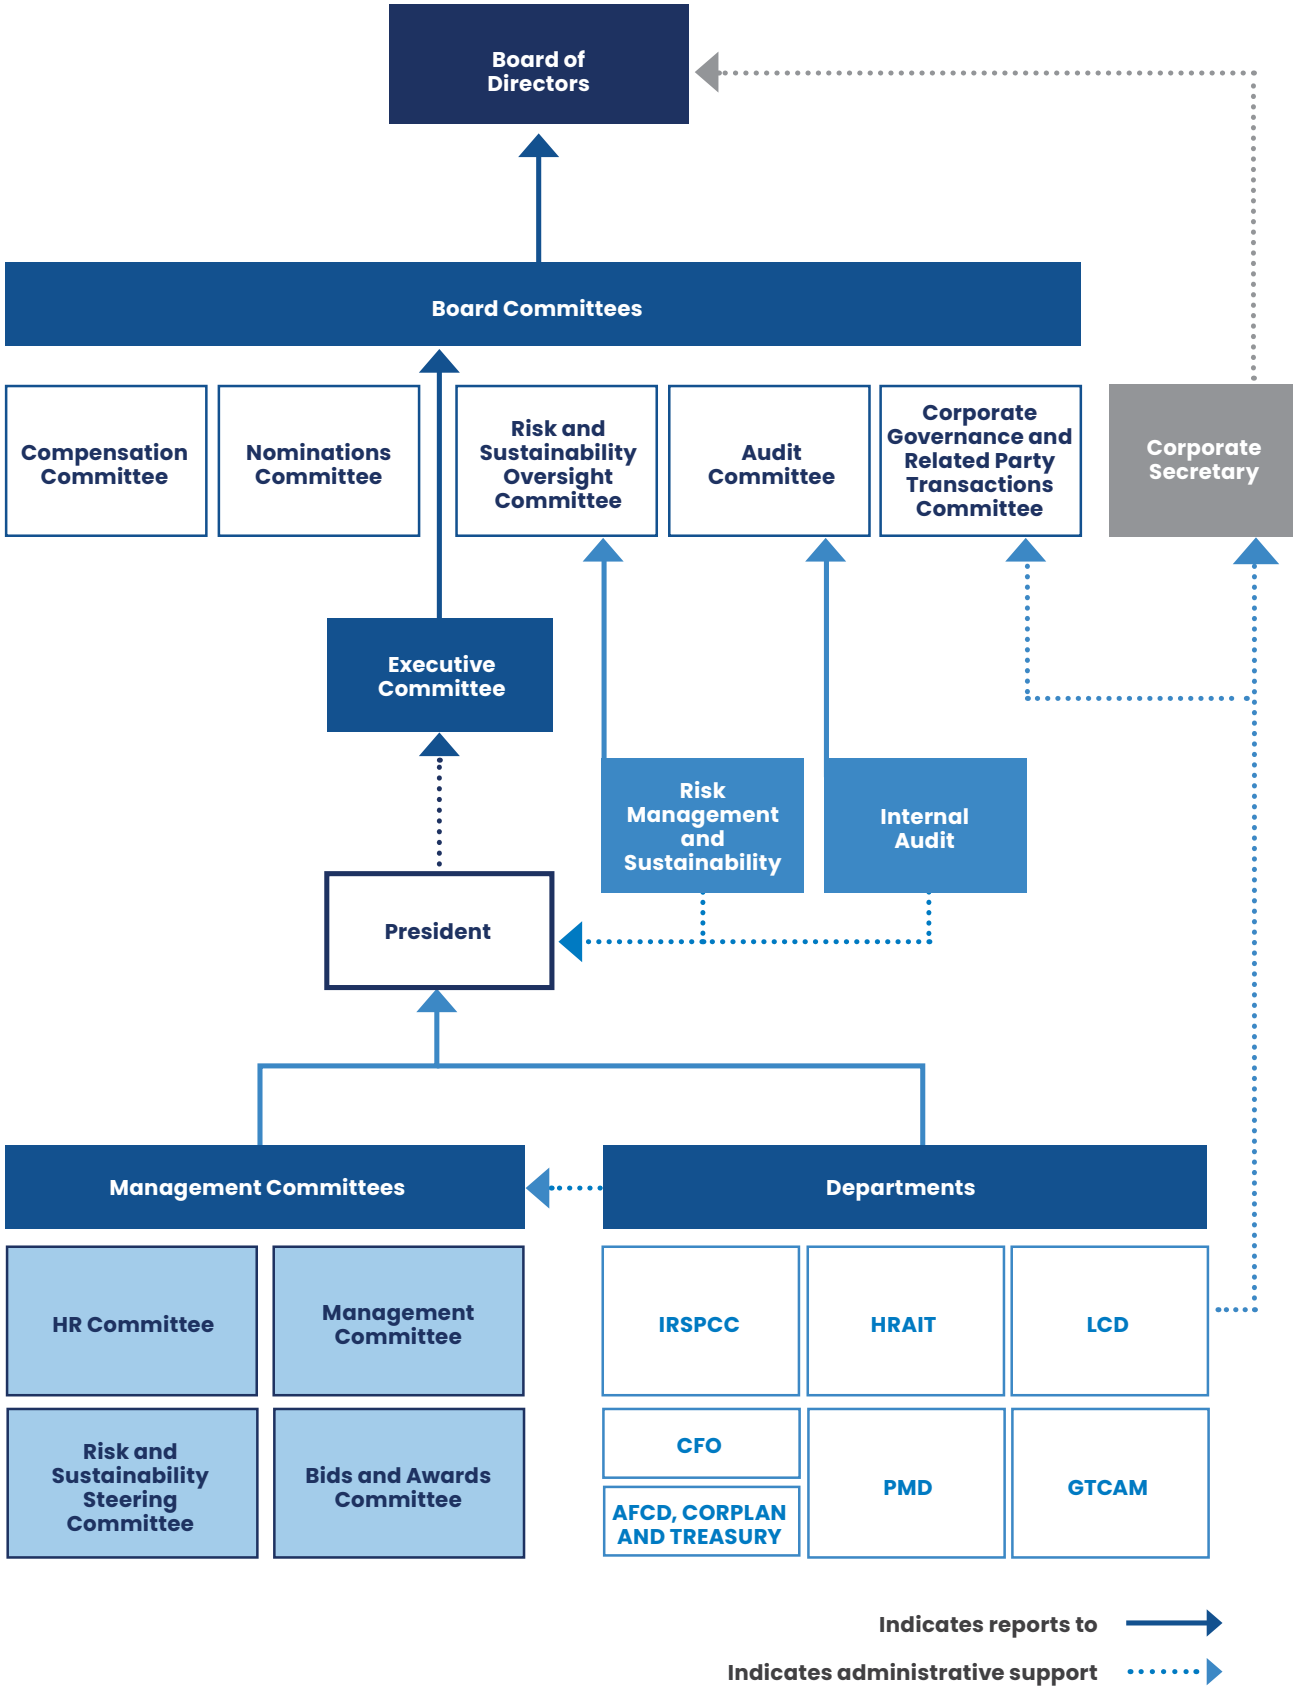 Board of
Directors
Board Committees
Compensation
Committee
Nominations
Committee
Risk and
Sustainability
Oversight
Committee
Audit
Committee
Corporate
Governance and
Related Party
Transactions
Committee
Corporate
Secretary
Executive
Committee
Risk
Management
and
Sustainability
Internal
Audit
President
Management Committees
Departments
HR Committee
Management
Committee
IRSPCC
HRAIT
LCD
Risk and
Sustainability
Steering
Committee
Bids and Awards
Committee
CFO
AFCD, CORPLAN
AND TREASURY
PMD
GTCAM
Indicates reports to
Indicates administrative support